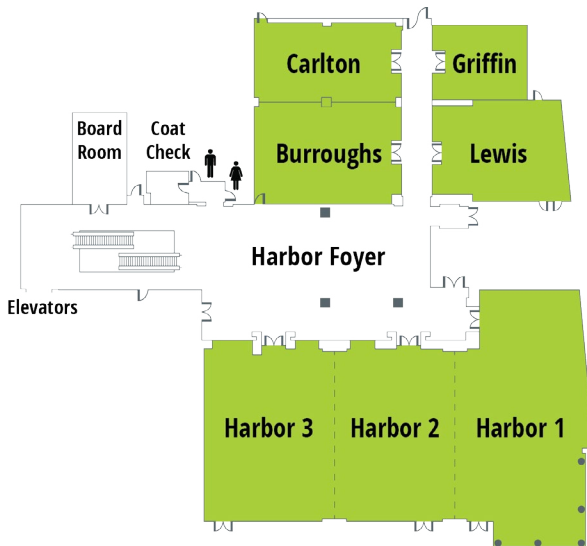 Carlton
Griffin
Board
Room
Coat
Check
Burroughs
Lewis
Harbor Foyer
Elevators
Harbor 3
Harbor 2
Harbor 1